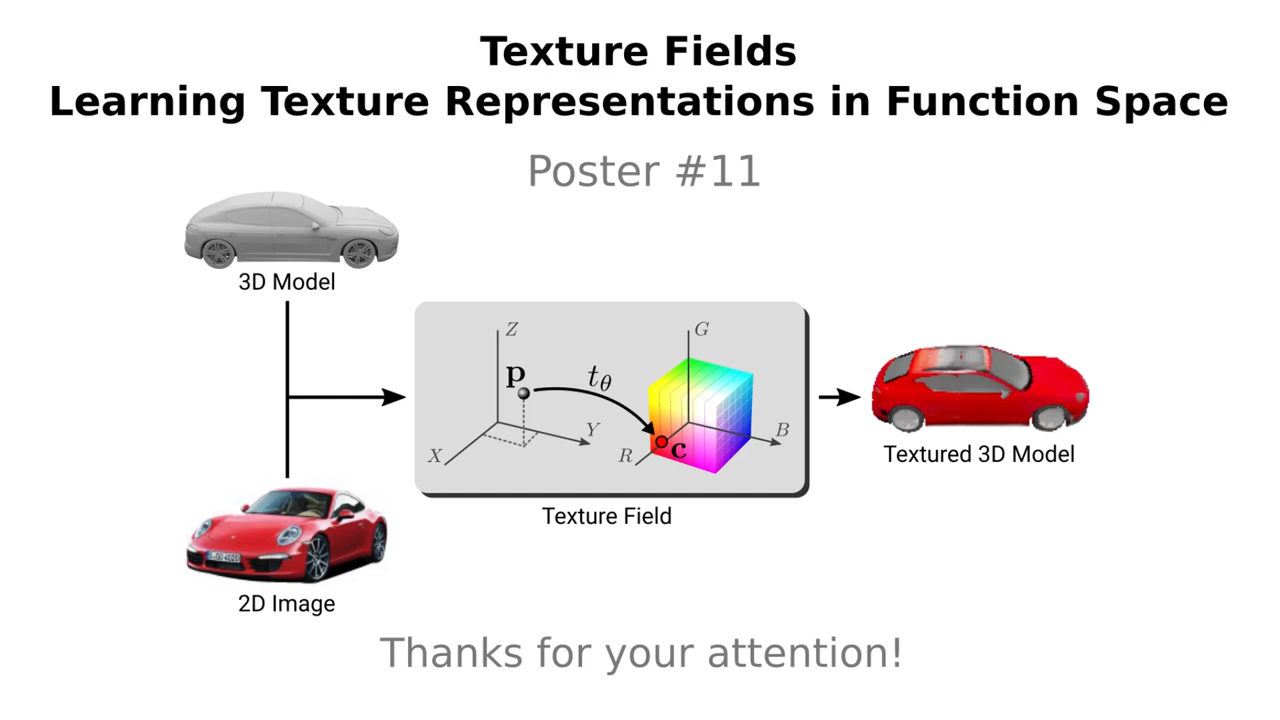 Texture Fields
Learning Texture Representations in Function Space
Poster #11
3D Model
Z
G
p
tθ
Y
B
X
R
c
Textured 3D Model
Texture Field
2D Image
Thanks for your attention!